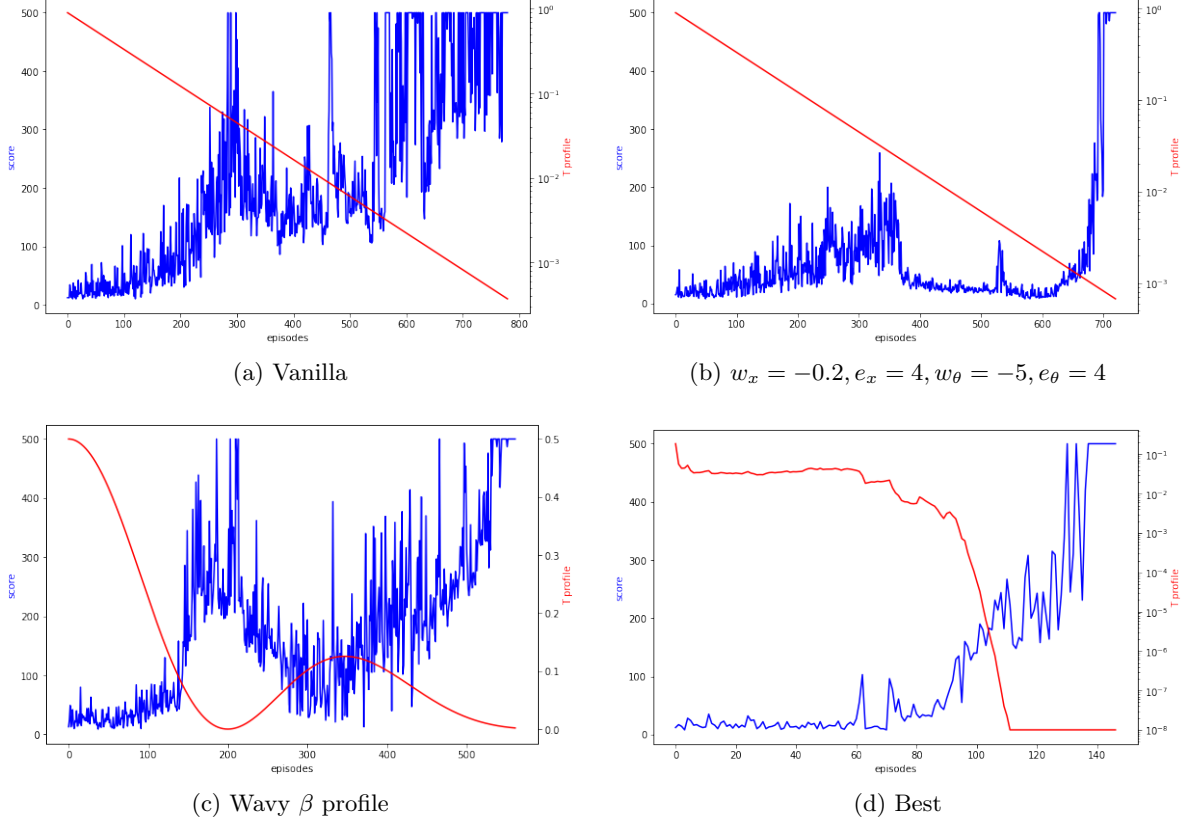 500
400
300
200
100
0
score
0 100 200 300 400 500 600 700 800
episodes
10⁰
10⁻¹
10⁻²
10⁻³
T profile
(a) Vanilla
500
400
300
200
100
0
score
0 100 200 300 400 500 600 700
episodes
10⁰
10⁻¹
10⁻²
10⁻³
T profile
(b) wₓ = −0.2, eₓ = 4, w_θ = −5, e_θ = 4
500
400
300
200
100
0
score
0 100 200 300 400 500
episodes
0.5
0.4
0.3
0.2
0.1
0.0
T profile
(c) Wavy β profile
500
400
300
200
100
0
score
0 20 40 60 80 100 120 140
episodes
10⁻¹
10⁻²
10⁻³
10⁻⁴
10⁻⁵
10⁻⁶
10⁻⁷
10⁻⁸
T profile
(d) Best